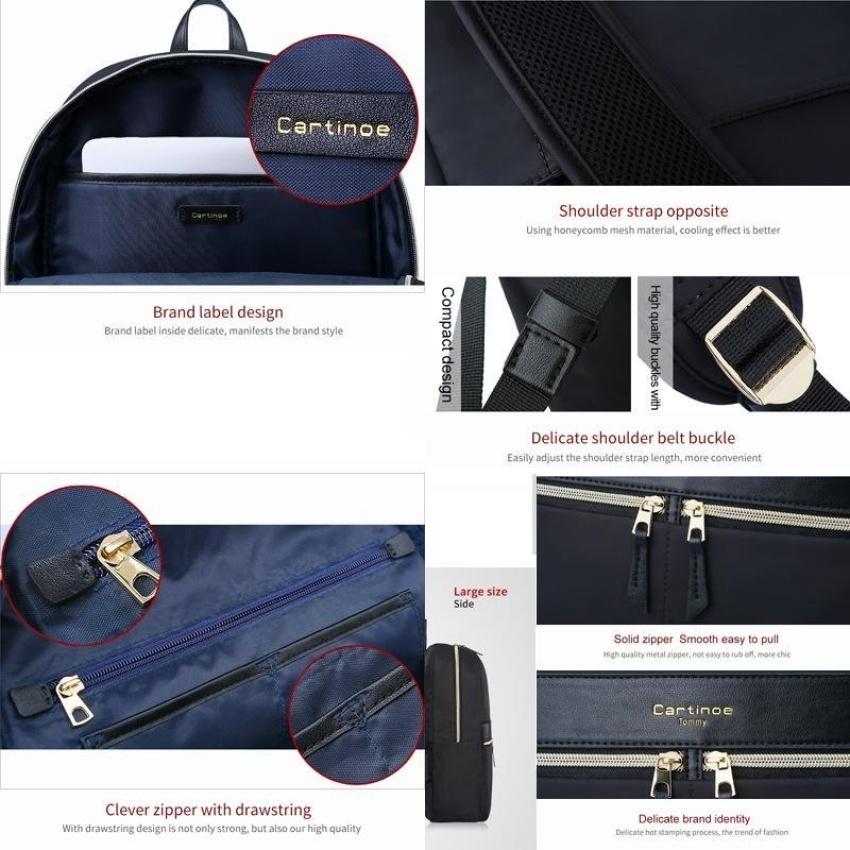 Cartinoe
Cartinoe
Brand label design
Brand label inside delicate, manifests the brand style
Shoulder strap opposite
Using honeycomb mesh material, cooling effect is better
Compact design
High quality buckles with
Delicate shoulder belt buckle
Easily adjust the shoulder strap length, more convenient
Clever zipper with drawstring
With drawstring design is not only strong, but also our high quality
Large size
Side
Solid zipper Smooth easy to pull
High quality metal zipper, not easy to rub off, more chic
Cartinoe
Tommy
Delicate brand identity
Delicate hot stamping process, the trend of fashion